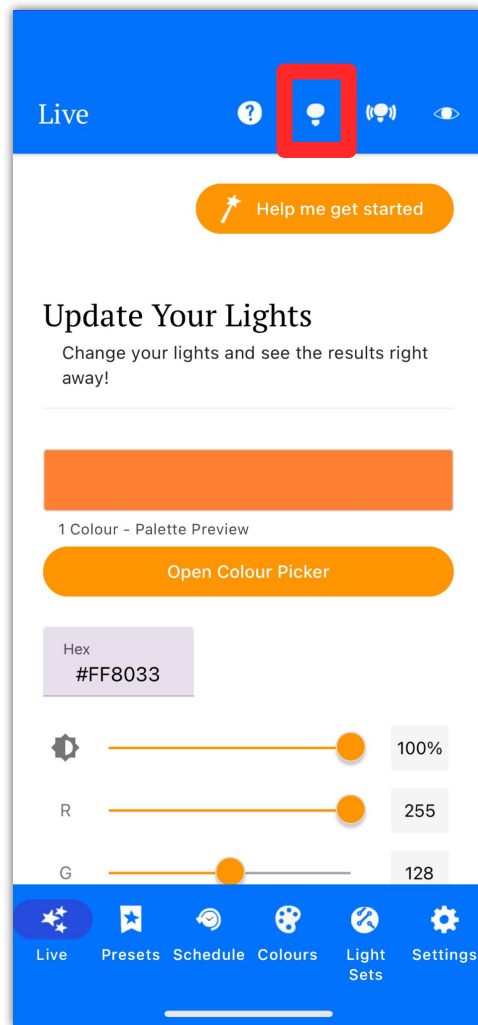 Live
Help me get started
Update Your Lights
Change your lights and see the results right
away!
1 Colour - Palette Preview
Open Colour Picker
Hex
#FF8033
100%
R
255
G
128
Live
Presets
Schedule
Colours
Light
Sets
Settings